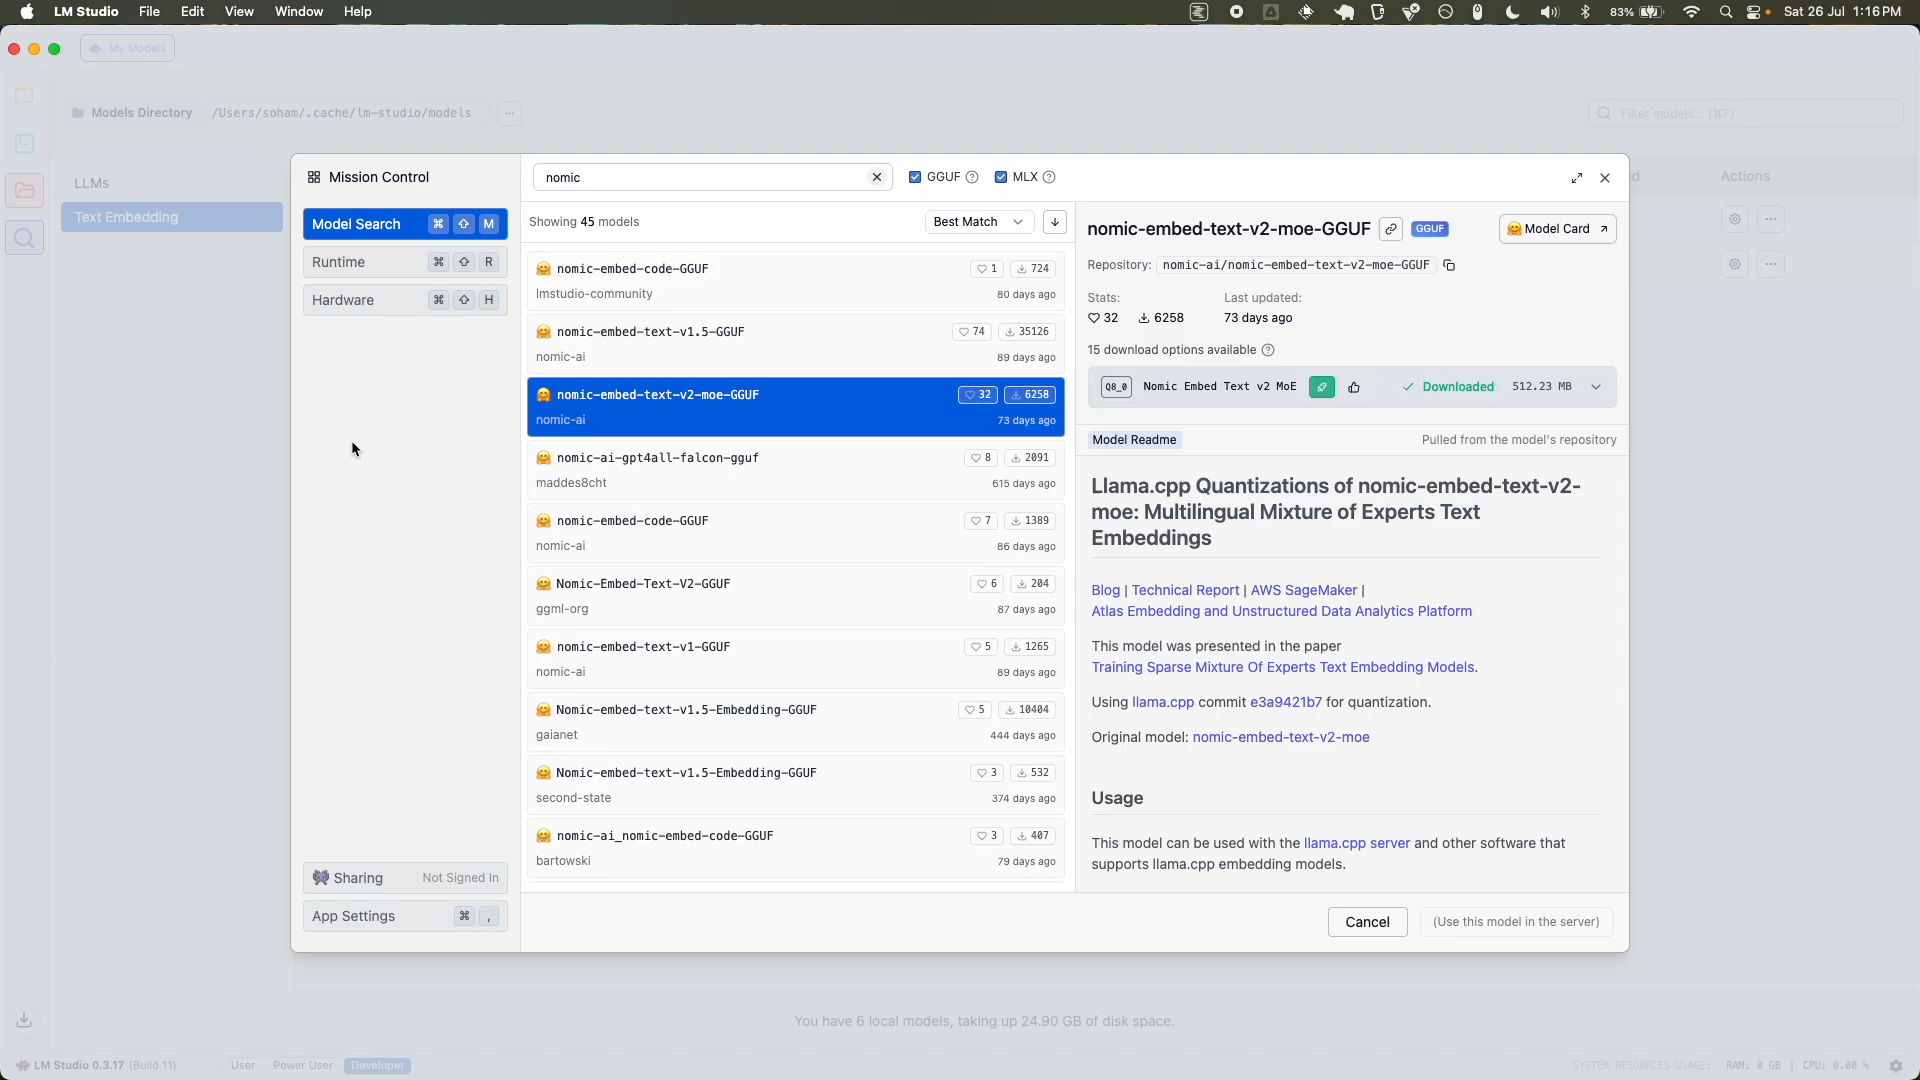 LM Studio File Edit View Window Help
83% Sat 26 Jul 1:16 PM
My Models
Models Directory /Users/soham/.cache/lm-studio/models ...
Filter models... (⌘F)
LLMs
Text Embedding
Actions
Mission Control
Model Search ⌘ ⇧ M
Runtime ⌘ ⇧ R
Hardware ⌘ ⇧ H
Sharing Not Signed In
App Settings ⌘ ,
nomic
GGUF MLX
Showing 45 models
Best Match
nomic-embed-code-GGUF 1 724
lmstudio-community 80 days ago
nomic-embed-text-v1.5-GGUF 74 35126
nomic-ai 89 days ago
nomic-embed-text-v2-moe-GGUF 32 6258
nomic-ai 73 days ago
nomic-ai-gpt4all-falcon-gguf 8 2091
maddes8cht 615 days ago
nomic-embed-code-GGUF 7 1389
nomic-ai 86 days ago
Nomic-Embed-Text-V2-GGUF 6 204
ggml-org 87 days ago
nomic-embed-text-v1-GGUF 5 1265
nomic-ai 89 days ago
Nomic-embed-text-v1.5-Embedding-GGUF 5 10404
gaianet 444 days ago
Nomic-embed-text-v1.5-Embedding-GGUF 3 532
second-state 374 days ago
nomic-ai_nomic-embed-code-GGUF 3 407
bartowski 79 days ago
nomic-embed-text-v2-moe-GGUF GGUF Model Card
Repository: nomic-ai/nomic-embed-text-v2-moe-GGUF
Stats: Last updated:
32 6258 73 days ago
15 download options available
Q8_0 Nomic Embed Text v2 MoE Downloaded 512.23 MB
Model Readme Pulled from the model's repository
Llama.cpp Quantizations of nomic-embed-text-v2-
moe: Multilingual Mixture of Experts Text
Embeddings
Blog | Technical Report | AWS SageMaker |
Atlas Embedding and Unstructured Data Analytics Platform
This model was presented in the paper
Training Sparse Mixture Of Experts Text Embedding Models.
Using llama.cpp commit e3a9421b7 for quantization.
Original model: nomic-embed-text-v2-moe
Usage
This model can be used with the llama.cpp server and other software that
supports llama.cpp embedding models.
Cancel (Use this model in the server)
You have 6 local models, taking up 24.90 GB of disk space.
LM Studio 0.3.17 (Build 11) User Power User Developer
SYSTEM RESOURCES USAGE: RAM: 0 GB | CPU: 0.00 %